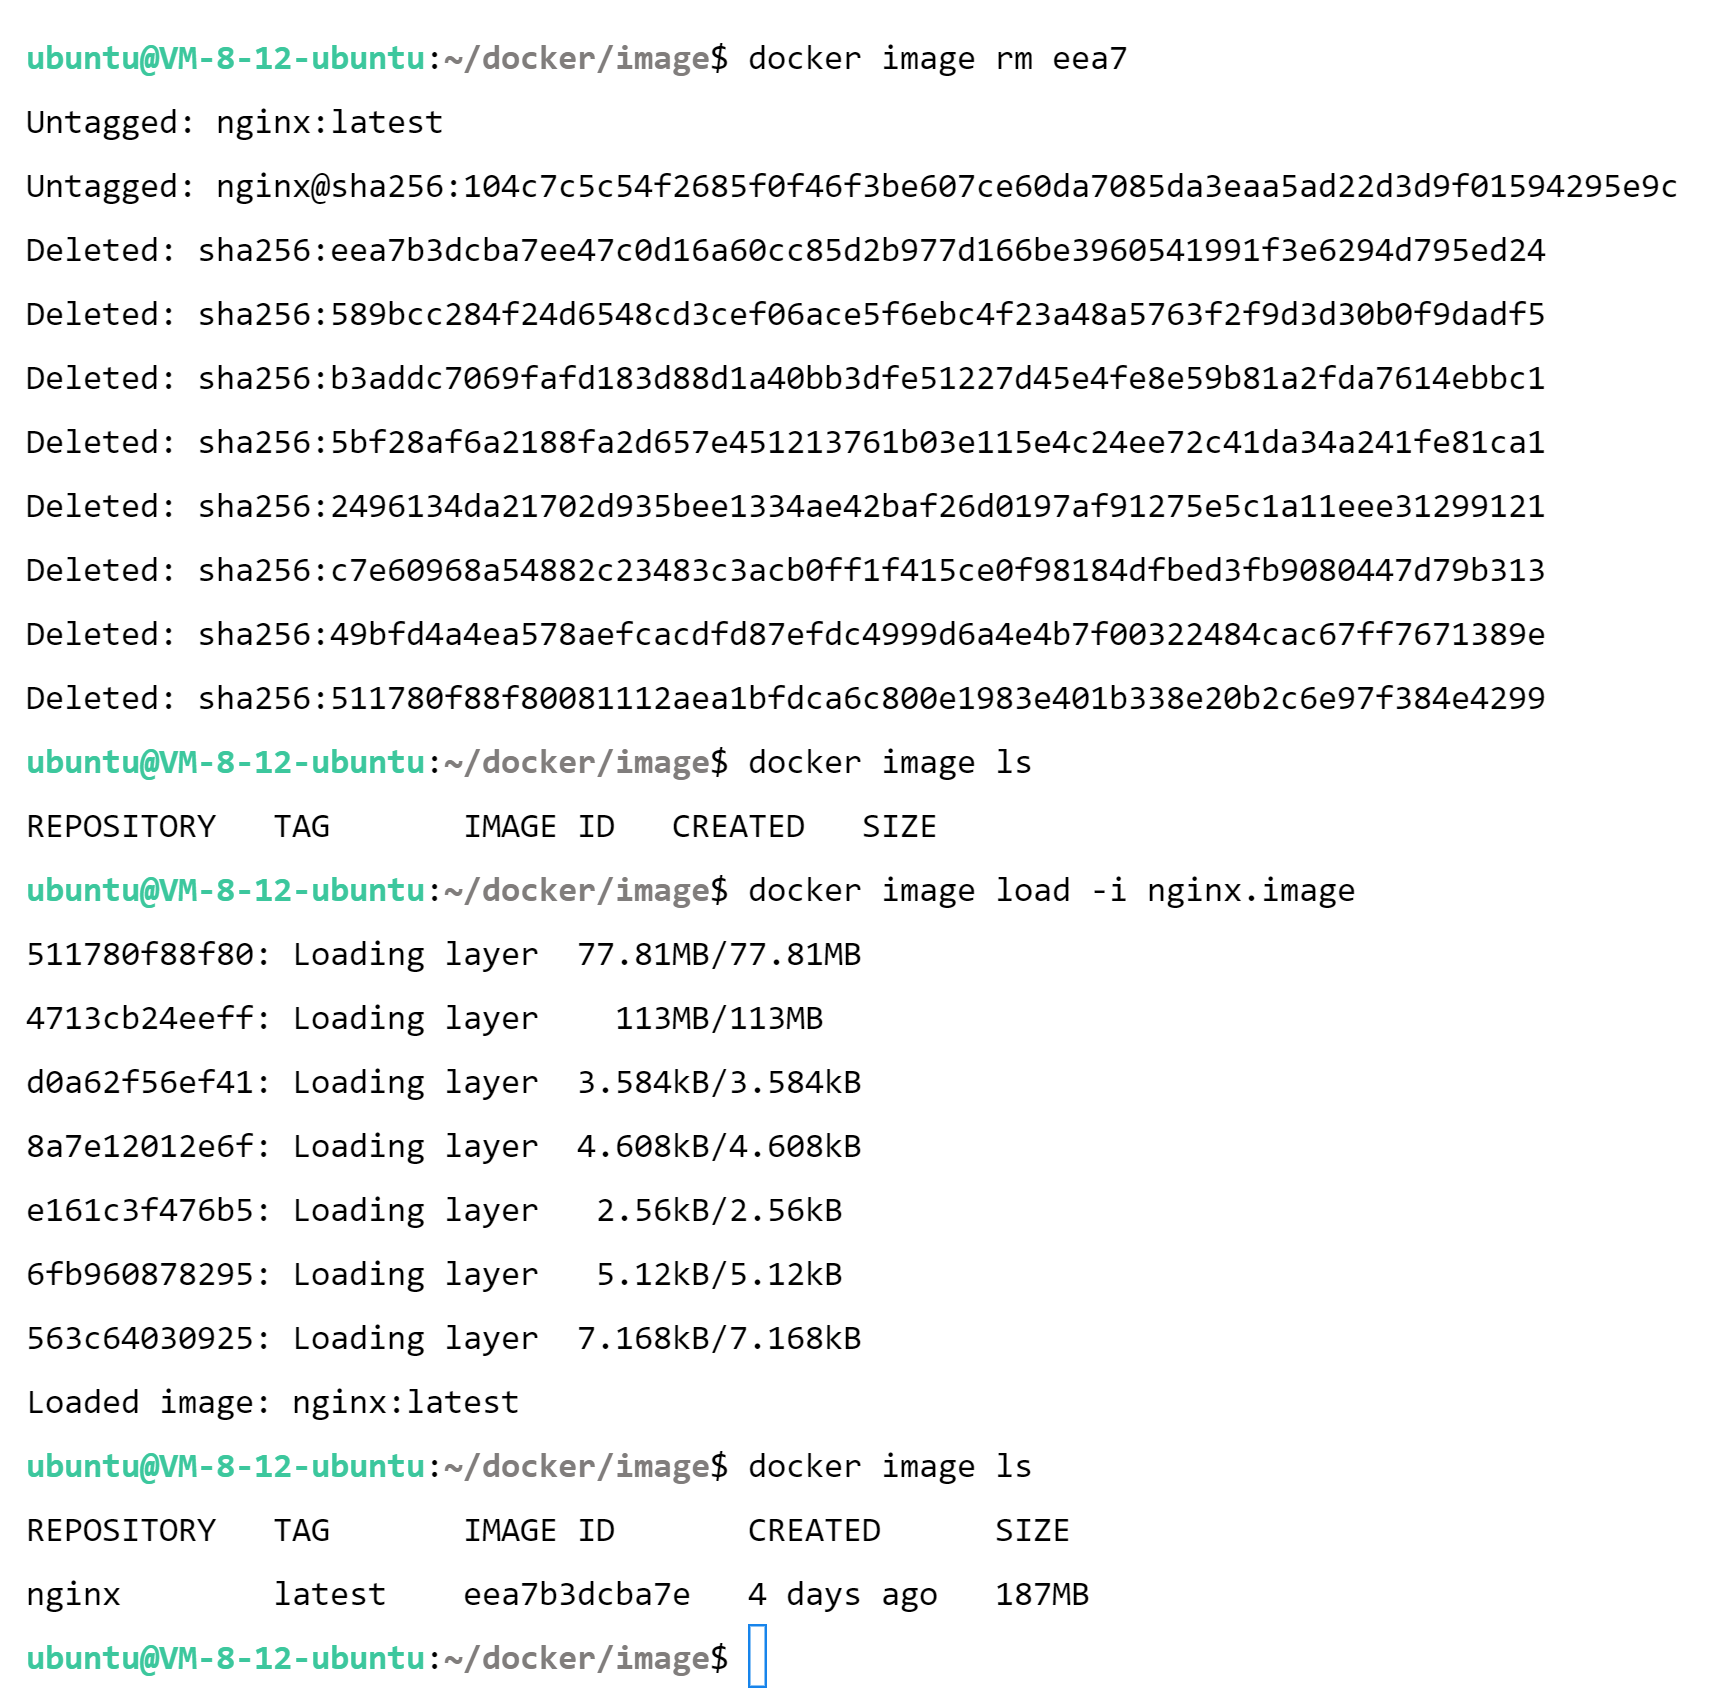 ubuntu@VM-8-12-ubuntu:~/docker/image$ docker image rm eea7
Untagged: nginx:latest
Untagged: nginx@sha256:104c7c5c54f2685f0f46f3be607ce60da7085da3eaa5ad22d3d9f01594295e9c
Deleted: sha256:eea7b3dcba7ee47c0d16a60cc85d2b977d166be3960541991f3e6294d795ed24
Deleted: sha256:589bcc284f24d6548cd3cef06ace5f6ebc4f23a48a5763f2f9d3d30b0f9dadf5
Deleted: sha256:b3addc7069fafd183d88d1a40bb3dfe51227d45e4fe8e59b81a2fda7614ebbc1
Deleted: sha256:5bf28af6a2188fa2d657e451213761b03e115e4c24ee72c41da34a241fe81ca1
Deleted: sha256:2496134da21702d935bee1334ae42baf26d0197af91275e5c1a11eee31299121
Deleted: sha256:c7e60968a54882c23483c3acb0ff1f415ce0f98184dfbed3fb9080447d79b313
Deleted: sha256:49bfd4a4ea578aefcacdfd87efdc4999d6a4e4b7f00322484cac67ff7671389e
Deleted: sha256:511780f88f80081112aea1bfdca6c800e1983e401b338e20b2c6e97f384e4299
ubuntu@VM-8-12-ubuntu:~/docker/image$ docker image ls
REPOSITORY   TAG       IMAGE ID   CREATED   SIZE
ubuntu@VM-8-12-ubuntu:~/docker/image$ docker image load -i nginx.image
511780f88f80: Loading layer  77.81MB/77.81MB
4713cb24eeff: Loading layer    113MB/113MB
d0a62f56ef41: Loading layer  3.584kB/3.584kB
8a7e12012e6f: Loading layer  4.608kB/4.608kB
e161c3f476b5: Loading layer   2.56kB/2.56kB
6fb960878295: Loading layer   5.12kB/5.12kB
563c64030925: Loading layer  7.168kB/7.168kB
Loaded image: nginx:latest
ubuntu@VM-8-12-ubuntu:~/docker/image$ docker image ls
REPOSITORY   TAG       IMAGE ID       CREATED      SIZE
nginx        latest    eea7b3dcba7e   4 days ago   187MB
ubuntu@VM-8-12-ubuntu:~/docker/image$